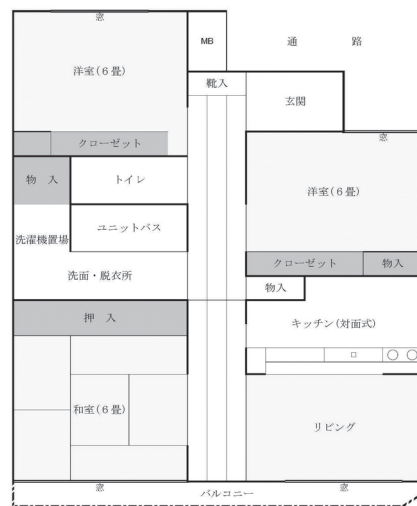 窓
MB
通　路
洋室(６畳)
靴入
玄関
窓
クローゼット
物　入
トイレ
洋室(６畳)
ユニットバス
洗濯機置場
クローゼット
物入
洗面・脱衣所
物入
押　入
キッチン(対面式)
和室(６畳)
リビング
窓
窓
バルコニー